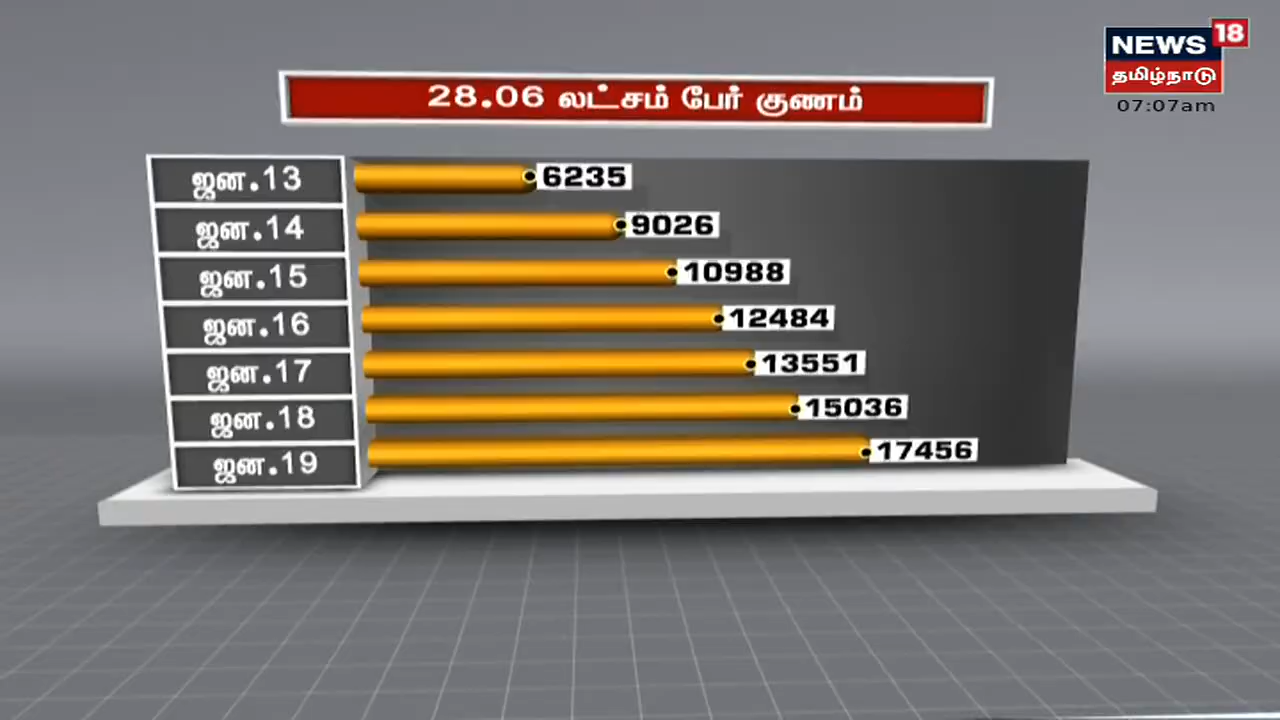 NEWS 18
தமிழ்நாடு
07:07am
28.06 லட்சம் பேர் குணம்
ஜன.13 6235
ஜன.14 9026
ஜன.15 10988
ஜன.16 12484
ஜன.17 13551
ஜன.18 15036
ஜன.19 17456